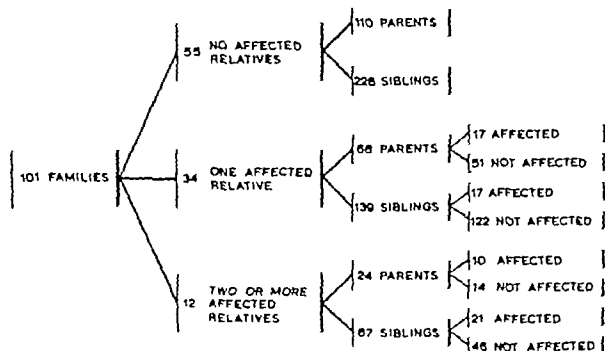 110 PARENTS
55 NO AFFECTED
RELATIVES
228 SIBLINGS
17 AFFECTED
68 PARENTS
51 NOT AFFECTED
101 FAMILIES
34 ONE AFFECTED
RELATIVE
17 AFFECTED
139 SIBLINGS
122 NOT AFFECTED
10 AFFECTED
24 PARENTS
14 NOT AFFECTED
12 TWO OR MORE
AFFECTED
RELATIVES
21 AFFECTED
67 SIBLINGS
46 NOT AFFECTED